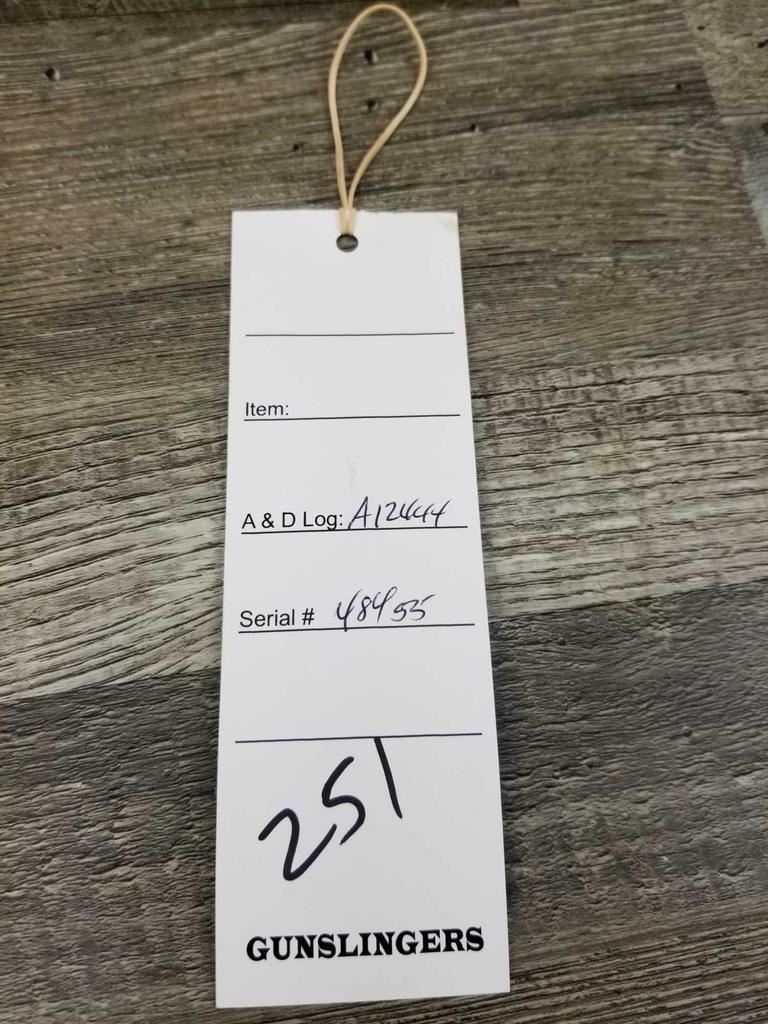 Item:
A & D Log: A12444
Serial # 48455
251
GUNSLINGERS